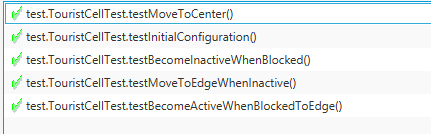 test.TouristCellTest.testMoveToCenter()
test.TouristCellTest.testInitialConfiguration()
test.TouristCellTest.testBecomeInactiveWhenBlocked()
test.TouristCellTest.testMoveToEdgeWhenInactive()
test.TouristCellTest.testBecomeActiveWhenBlockedToEdge()